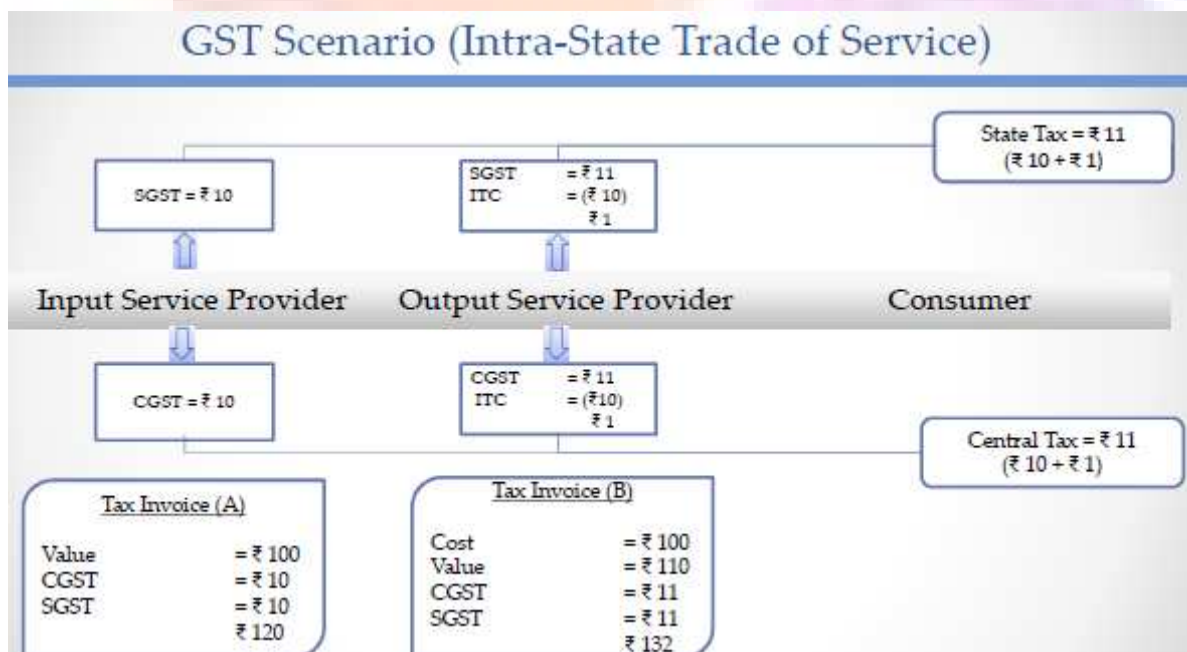 GST Scenario (Intra-State Trade of Service)
State Tax = ₹ 11
(₹ 10 + ₹ 1)
SGST = ₹ 10
SGST = ₹ 11
ITC = (₹ 10)
₹ 1
Input Service Provider Output Service Provider Consumer
CGST = ₹ 10
CGST = ₹ 11
ITC = (₹10)
₹ 1
Central Tax = ₹ 11
(₹ 10 + ₹ 1)
Tax Invoice (A)
Value = ₹ 100
CGST = ₹ 10
SGST = ₹ 10
₹ 120
Tax Invoice (B)
Cost = ₹ 100
Value = ₹ 110
CGST = ₹ 11
SGST = ₹ 11
₹ 132